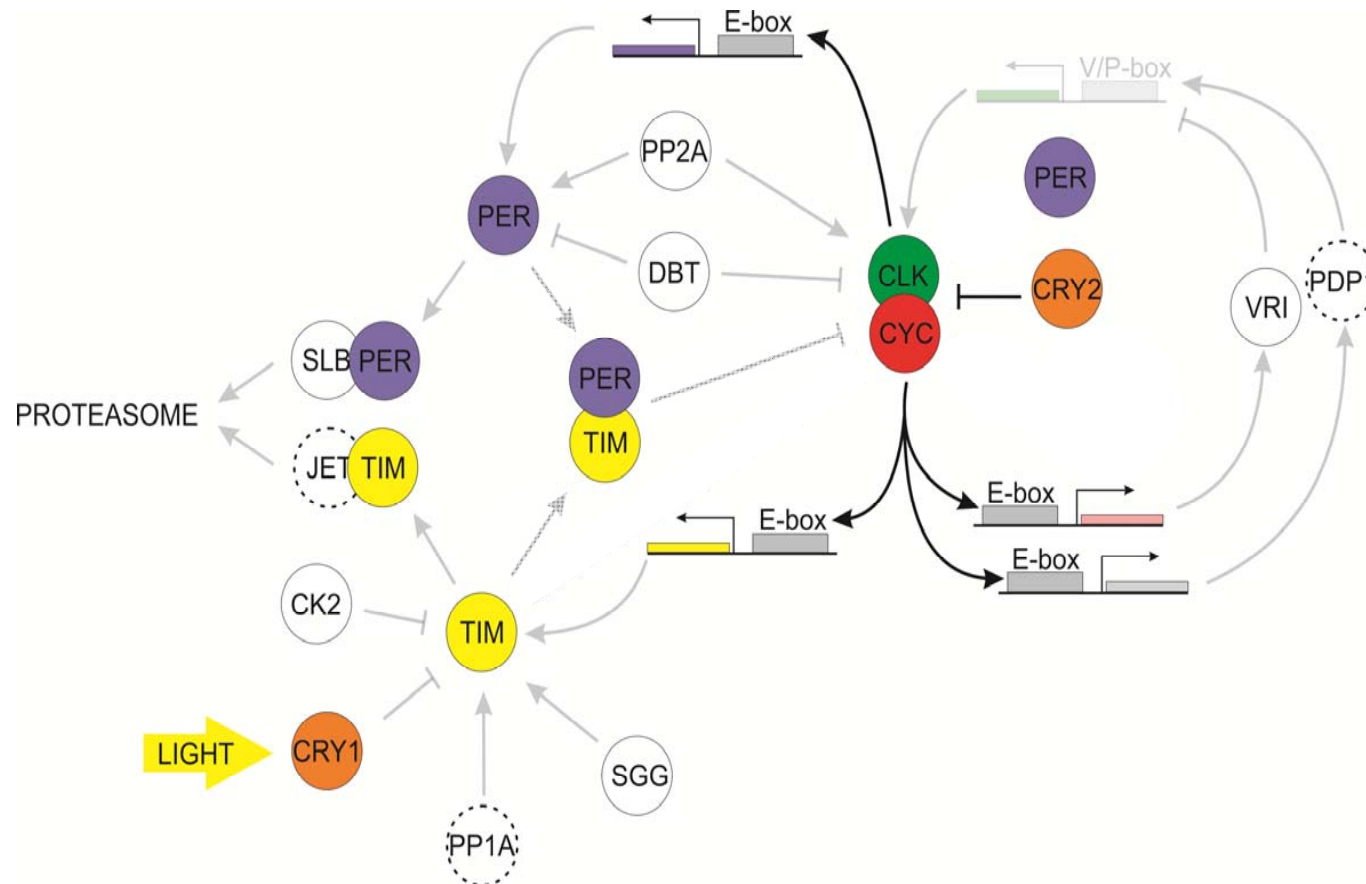 E-box
V/P-box
PP2A
PER
PER
DBT
CLK
CRY2
PDP1
VRI
CYC
SLB
PER
PER
PROTEASOME
JET
TIM
TIM
E-box
E-box
E-box
CK2
TIM
LIGHT
CRY1
SGG
PP1A